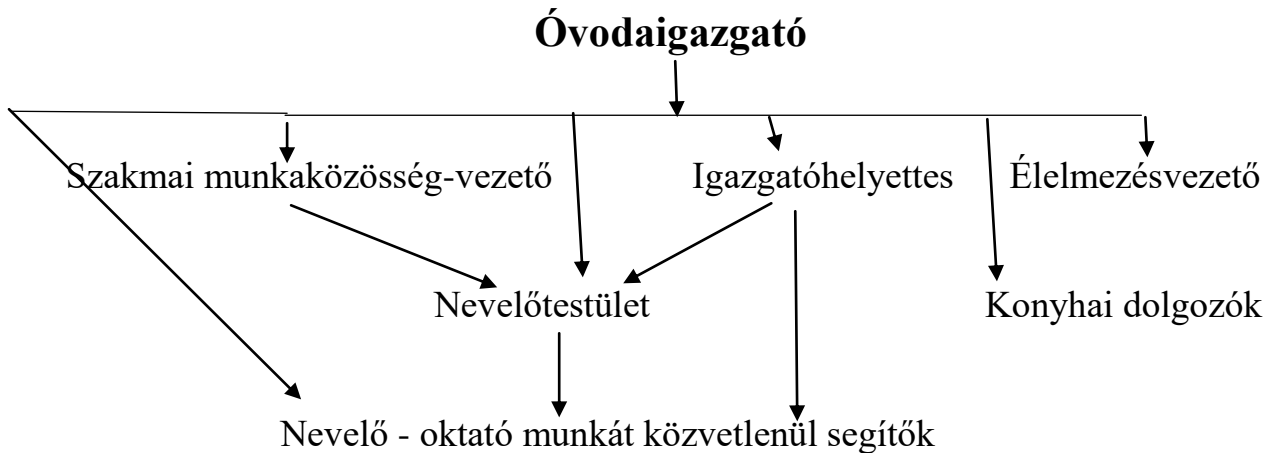 Óvodaigazgató
Szakmai munkaközösség-vezető Igazgatóhelyettes Élelmezésvezető
Nevelőtestület Konyhai dolgozók
Nevelő - oktató munkát közvetlenül segítők